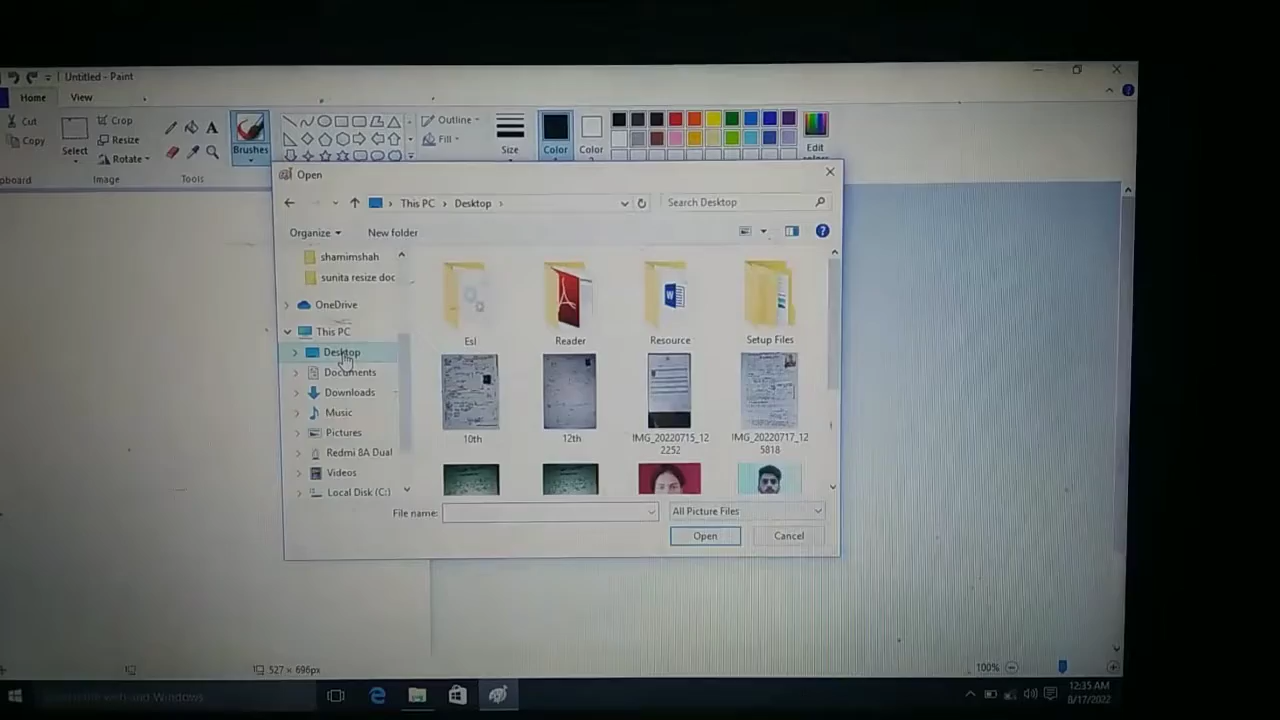 Untitled - Paint
Home View
Cut
Copy
Select
Crop
Resize
Rotate
Brushes
Outline
Fill
Size
Color
Color
Edit
pboard
Image
Tools
Open
This PC > Desktop >
Search Desktop
Organize
New folder
shamimshah
sunita resize doc
OneDrive
This PC
Desktop
Documents
Downloads
Music
Pictures
Redmi 8A Dual
Videos
Local Disk (C:)
Esl
Reader
Resource
Setup Files
10th
12th
IMG_20220715_12
2252
IMG_20220717_12
5818
File name:
All Picture Files
Open
Cancel
527 × 696px
100%
12:35 AM
8/17/2022